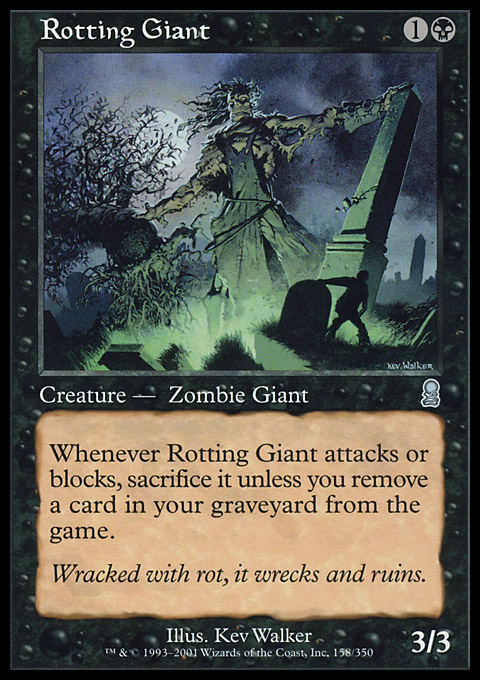 Rotting Giant 1
KEV. WALKER
Creature — Zombie Giant
Whenever Rotting Giant attacks or
blocks, sacrifice it unless you remove
a card in your graveyard from the
game.
Wracked with rot, it wrecks and ruins.
Illus. Kev Walker
™ & © 1993–2001 Wizards of the Coast, Inc. 158/350
3/3